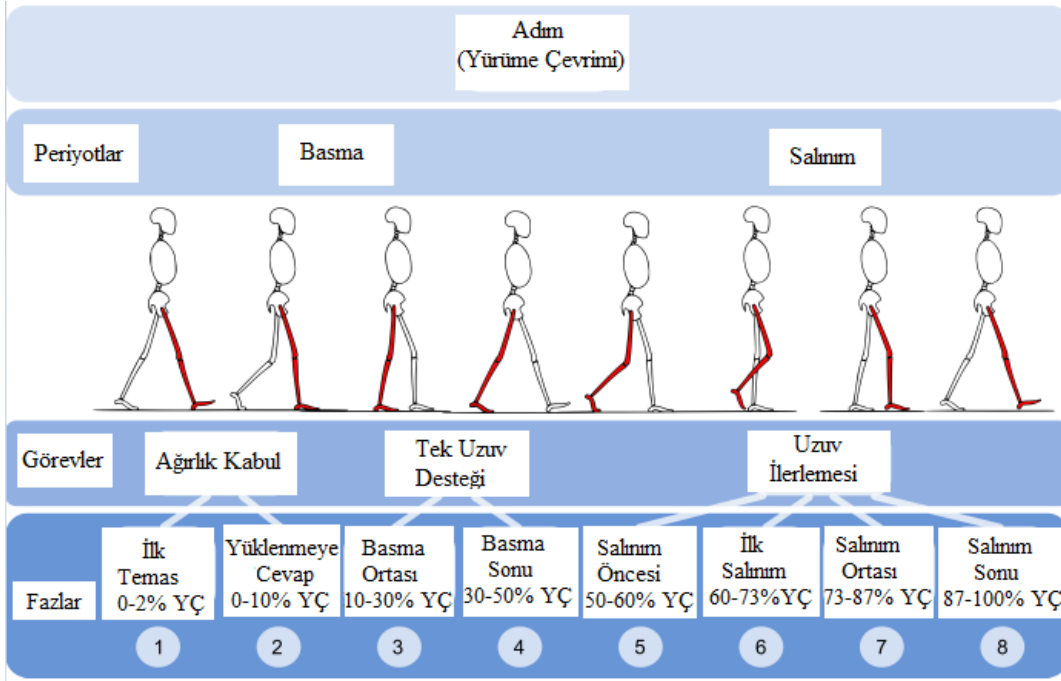 Adım
(Yürüme Çevrimi)
Periyotlar
Basma
Salınım
Görevler
Ağırlık Kabul
Tek Uzuv
Desteği
Uzuv
İlerlemesi
Fazlar
İlk
Temas
0-2% YÇ
1
Yüklenmeye
Cevap
0-10% YÇ
2
Basma
Ortası
10-30% YÇ
3
Basma
Sonu
30-50% YÇ
4
Salınım
Öncesi
50-60% YÇ
5
İlk
Salınım
60-73%YÇ
6
Salınım
Ortası
73-87% YÇ
7
Salınım
Sonu
87-100% YÇ
8